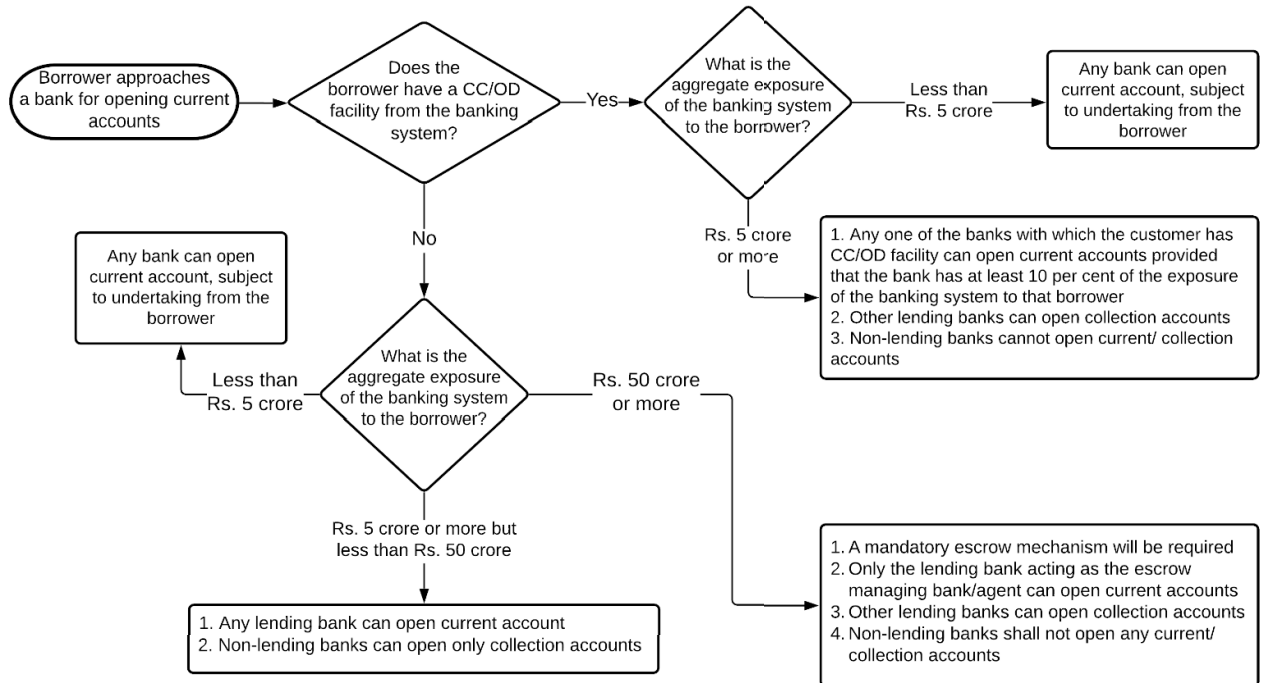 Borrower approaches
a bank for opening current
accounts
Does the
borrower have a CC/OD
facility from the banking
system?
Yes
What is the
aggregate exposure
of the banking system
to the borrower?
Less than
Rs. 5 crore
Any bank can open
current account, subject
to undertaking from the
borrower
Rs. 5 crore
or more
1. Any one of the banks with which the customer has
CC/OD facility can open current accounts provided
that the bank has at least 10 per cent of the exposure
of the banking system to that borrower
2. Other lending banks can open collection accounts
3. Non-lending banks cannot open current/ collection
accounts
No
What is the
aggregate exposure
of the banking system
to the borrower?
Less than
Rs. 5 crore
Any bank can open
current account, subject
to undertaking from the
borrower
Rs. 5 crore or more but
less than Rs. 50 crore
1. Any lending bank can open current account
2. Non-lending banks can open only collection accounts
Rs. 50 crore
or more
1. A mandatory escrow mechanism will be required
2. Only the lending bank acting as the escrow
managing bank/agent can open current accounts
3. Other lending banks can open collection accounts
4. Non-lending banks shall not open any current/
collection accounts